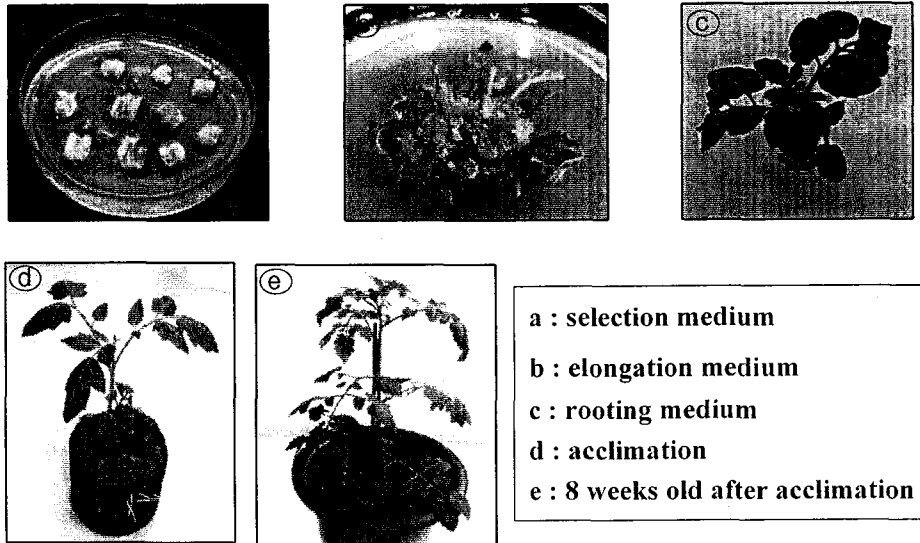 c
d
e
a : selection medium
b : elongation medium
c : rooting medium
d : acclimation
e : 8 weeks old after acclimation